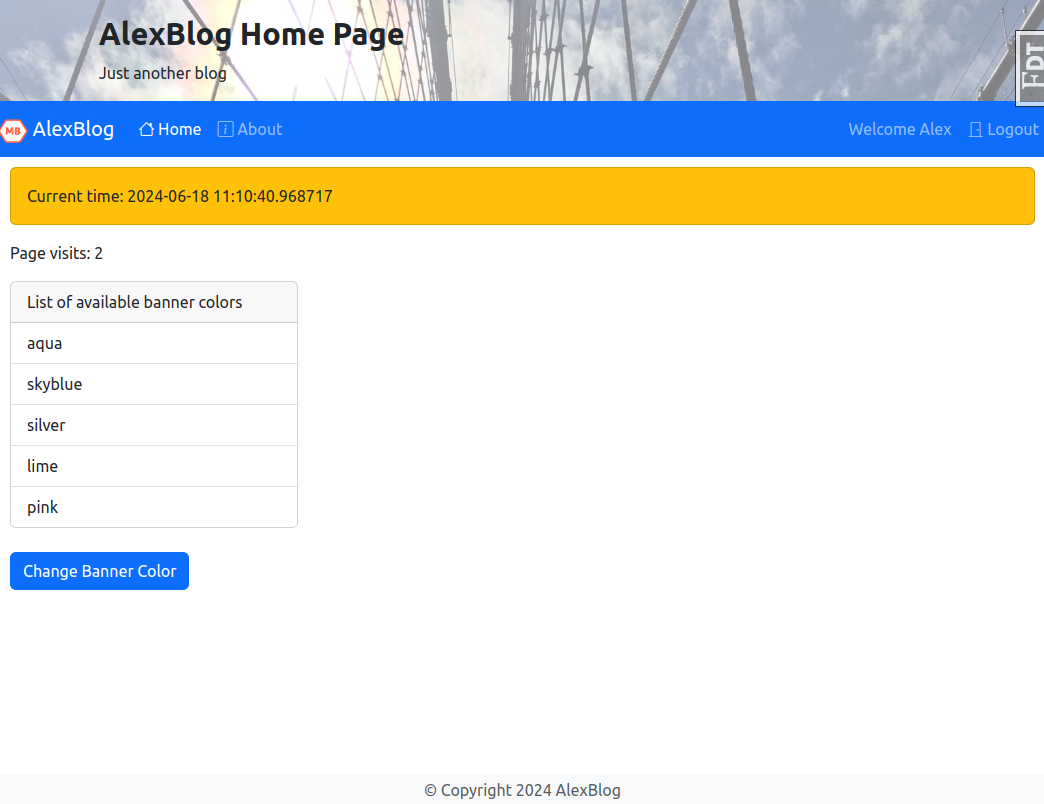 AlexBlog Home Page
Just another blog
DT
MB AlexBlog Home About Welcome Alex Logout
Current time: 2024-06-18 11:10:40.968717
Page visits: 2
List of available banner colors
aqua
skyblue
silver
lime
pink
Change Banner Color
© Copyright 2024 AlexBlog